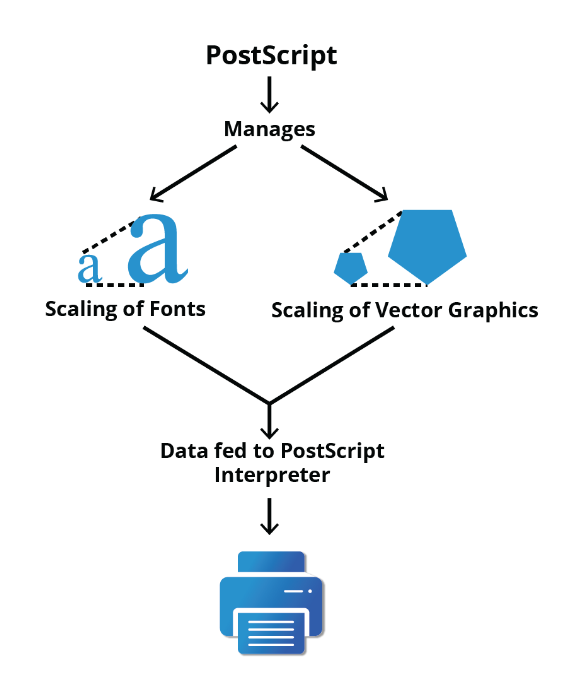 PostScript
Manages
a
a
Scaling of Fonts
Scaling of Vector Graphics
Data fed to PostScript
Interpreter